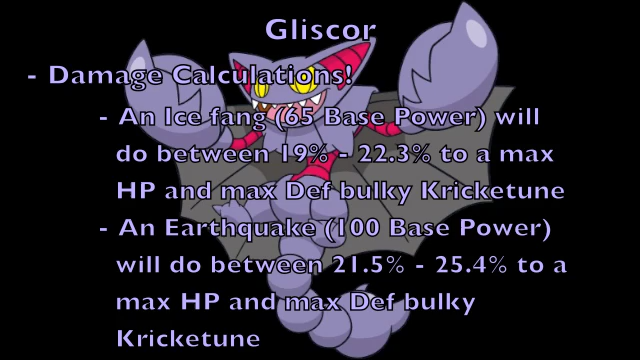 Gliscor
- Damage Calculations!
- An Ice fang (65 Base Power) will
do between 19% - 22.3% to a max
HP and max Def bulky Kricketune
- An Earthquake (100 Base Power)
will do between 21.5% - 25.4% to a
max HP and max Def bulky
Kricketune